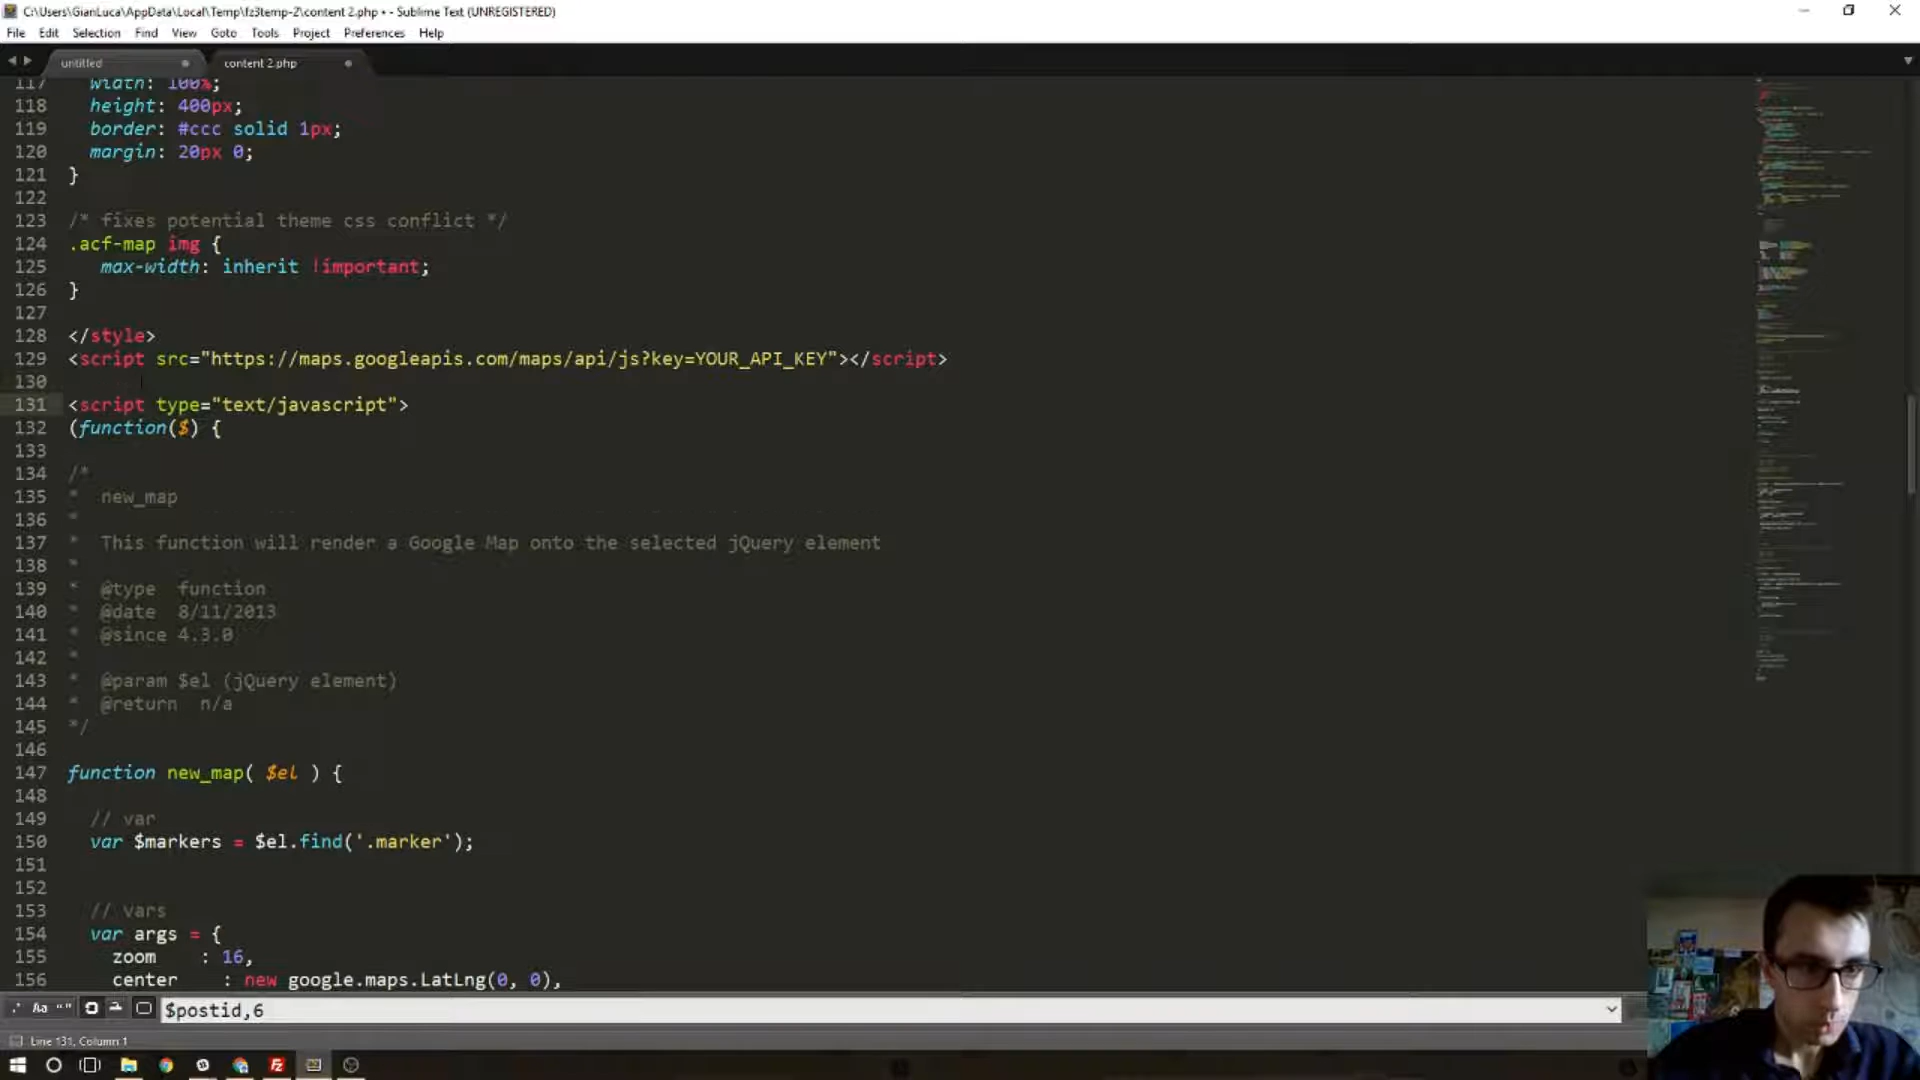 C:\Users\GianLuca\AppData\Local\Temp\fz3temp-2\content 2.php • - Sublime Text (UNREGISTERED)
File Edit Selection Find View Goto Tools Project Preferences Help
untitled content 2.php
117 width: 100%;
118 height: 400px;
119 border: #ccc solid 1px;
120 margin: 20px 0;
121 }
122
123 /* fixes potential theme css conflict */
124 .acf-map img {
125 max-width: inherit !important;
126 }
127
128 </style>
129 <script src="https://maps.googleapis.com/maps/api/js?key=YOUR_API_KEY"></script>
130
131 <script type="text/javascript">
132 (function($) {
133
134 /*
135 * new_map
136 *
137 * This function will render a Google Map onto the selected jQuery element
138 *
139 * @type function
140 * @date 8/11/2013
141 * @since 4.3.0
142 *
143 * @param $el (jQuery element)
144 * @return n/a
145 */
146
147 function new_map( $el ) {
148
149 // var
150 var $markers = $el.find('.marker');
151
152
153 // vars
154 var args = {
155 zoom : 16,
156 center : new google.maps.LatLng(0, 0),
.* Aa "" $postid,6
Line 131, Column 1